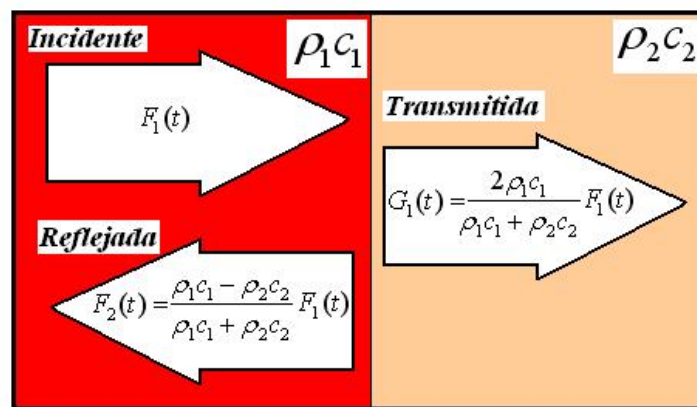 Incidente
ρ₁c₁
F₁(t)
Reflejada
F₂(t) = (ρ₁c₁ − ρ₂c₂) / (ρ₁c₁ + ρ₂c₂) F₁(t)
ρ₂c₂
Transmitida
G₁(t) = 2ρ₁c₁ / (ρ₁c₁ + ρ₂c₂) F₁(t)